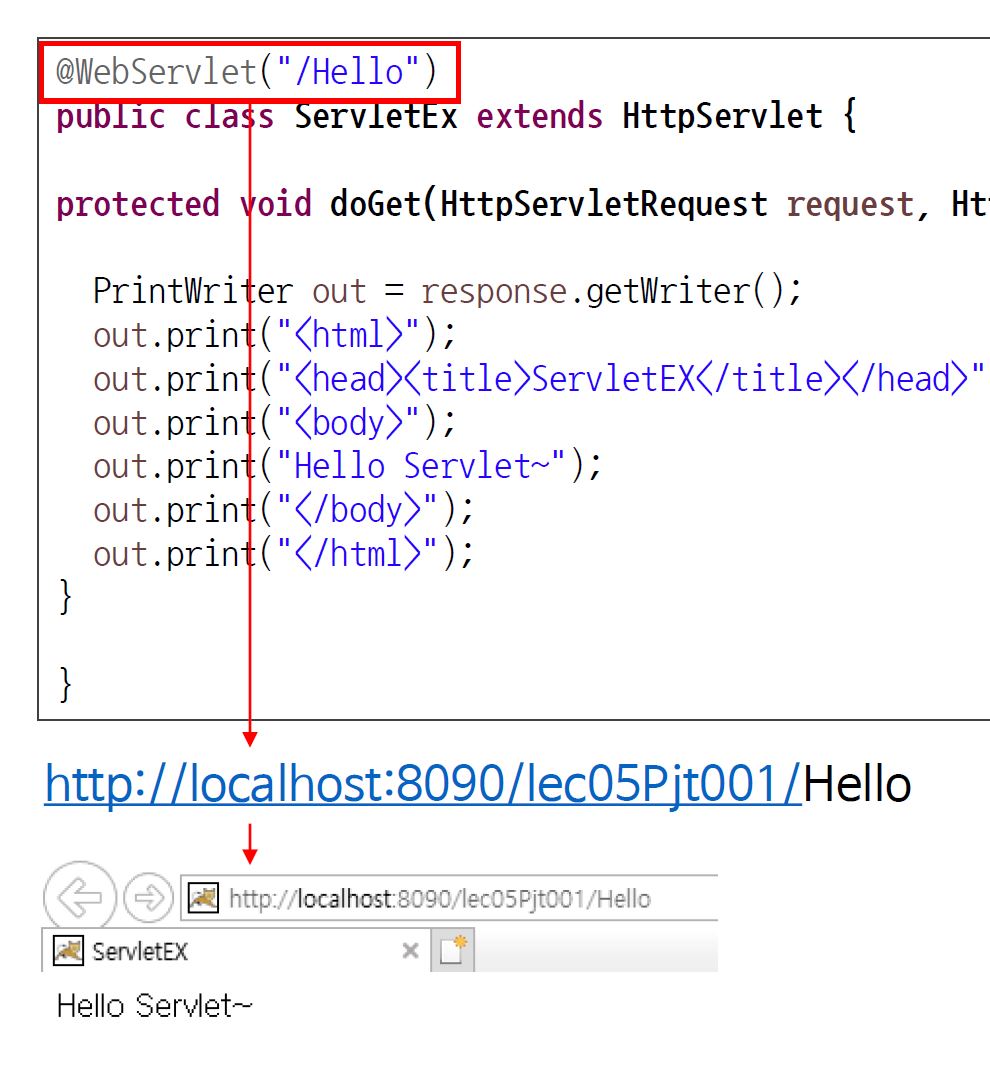 @WebServlet("/Hello")
public class ServletEx extends HttpServlet {
protected void doGet(HttpServletRequest request, Ht
PrintWriter out = response.getWriter();
out.print("<html>");
out.print("<head><title>ServletEX</title></head>"
out.print("<body>");
out.print("Hello Servlet~");
out.print("</body>");
out.print("</html>");
}
}
http://localhost:8090/lec05Pjt001/Hello
http://localhost:8090/lec05Pjt001/Hello
ServletEX
Hello Servlet~